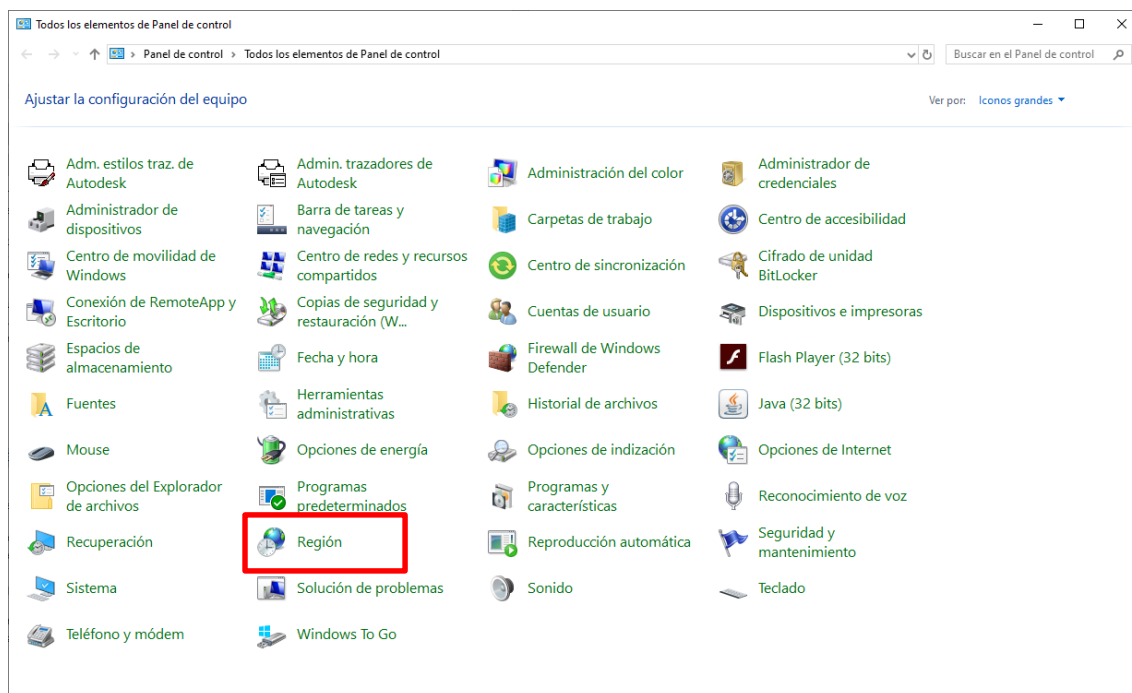 Todos los elementos de Panel de control
Panel de control > Todos los elementos de Panel de control
Buscar en el Panel de control
Ajustar la configuración del equipo
Ver por: Iconos grandes
Adm. estilos traz. de
Autodesk
Admin. trazadores de
Autodesk
Administración del color
Administrador de
credenciales
Administrador de
dispositivos
Barra de tareas y
navegación
Carpetas de trabajo
Centro de accesibilidad
Centro de movilidad de
Windows
Centro de redes y recursos
compartidos
Centro de sincronización
Cifrado de unidad
BitLocker
Conexión de RemoteApp y
Escritorio
Copias de seguridad y
restauración (W...
Cuentas de usuario
Dispositivos e impresoras
Espacios de
almacenamiento
Fecha y hora
Firewall de Windows
Defender
Flash Player (32 bits)
Fuentes
Herramientas
administrativas
Historial de archivos
Java (32 bits)
Mouse
Opciones de energía
Opciones de indización
Opciones de Internet
Opciones del Explorador
de archivos
Programas
predeterminados
Programas y
características
Reconocimiento de voz
Recuperación
Región
Reproducción automática
Seguridad y
mantenimiento
Sistema
Solución de problemas
Sonido
Teclado
Teléfono y módem
Windows To Go